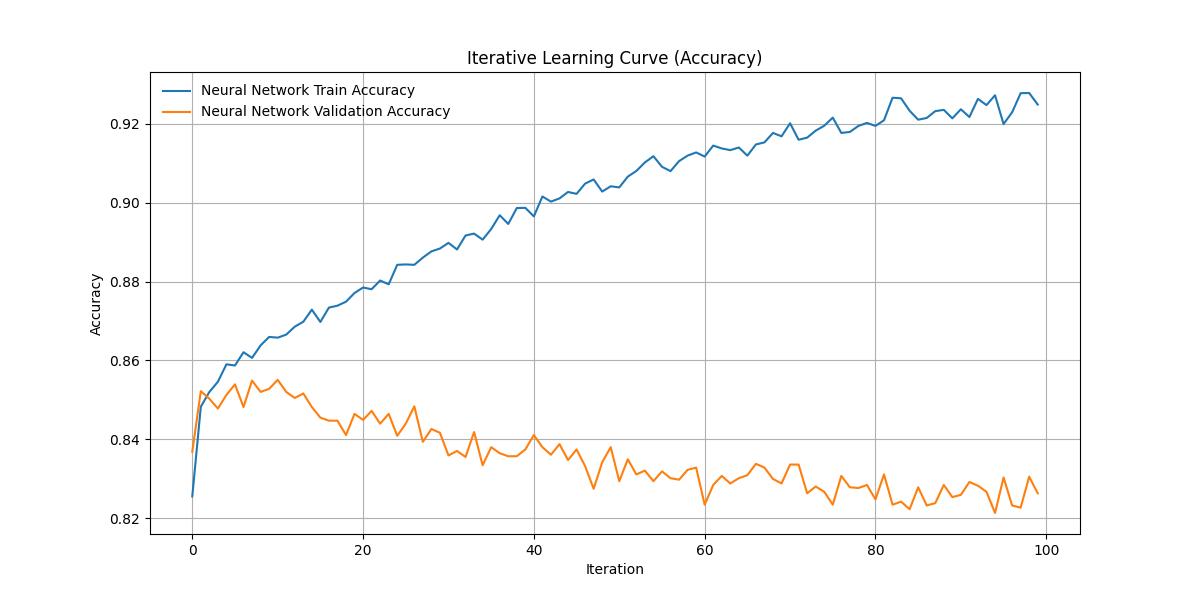 Iterative Learning Curve (Accuracy)
Neural Network Train Accuracy
Neural Network Validation Accuracy
Accuracy
0.92
0.90
0.88
0.86
0.84
0.82
0 20 40 60 80 100
Iteration